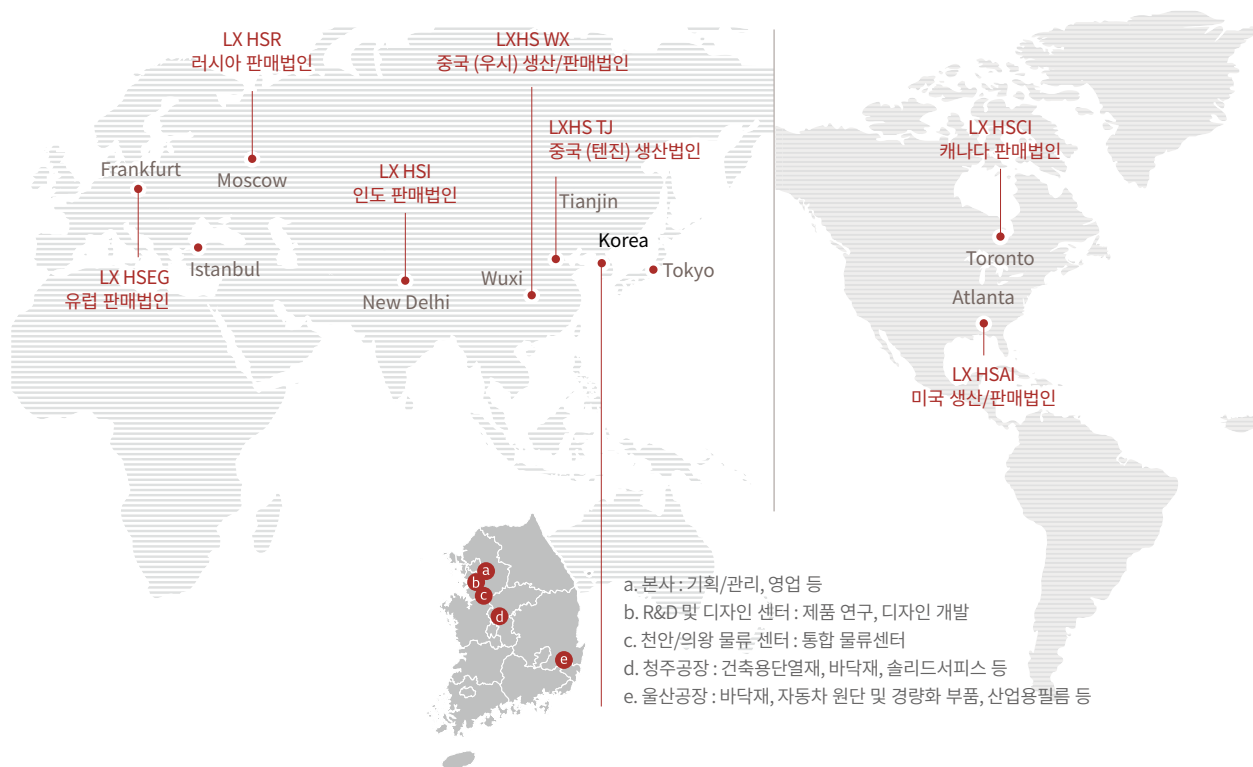 LX HSR
러시아 판매법인
LXHS WX
중국 (우시) 생산/판매법인
LXHS TJ
중국 (텐진) 생산법인
LX HSCI
캐나다 판매법인
Frankfurt
Moscow
LX HSI
인도 판매법인
Tianjin
Korea
Istanbul
Tokyo
Toronto
LX HSEG
유럽 판매법인
Wuxi
New Delhi
Atlanta
LX HSAI
미국 생산/판매법인
a
b
c
d
e
a. 본사 : 기획/관리, 영업 등
b. R&D 및 디자인 센터 : 제품 연구, 디자인 개발
c. 천안/의왕 물류 센터 : 통합 물류센터
d. 청주공장 : 건축용단열재, 바닥재, 솔리드서피스 등
e. 울산공장 : 바닥재, 자동차 원단 및 경량화 부품, 산업용필름 등